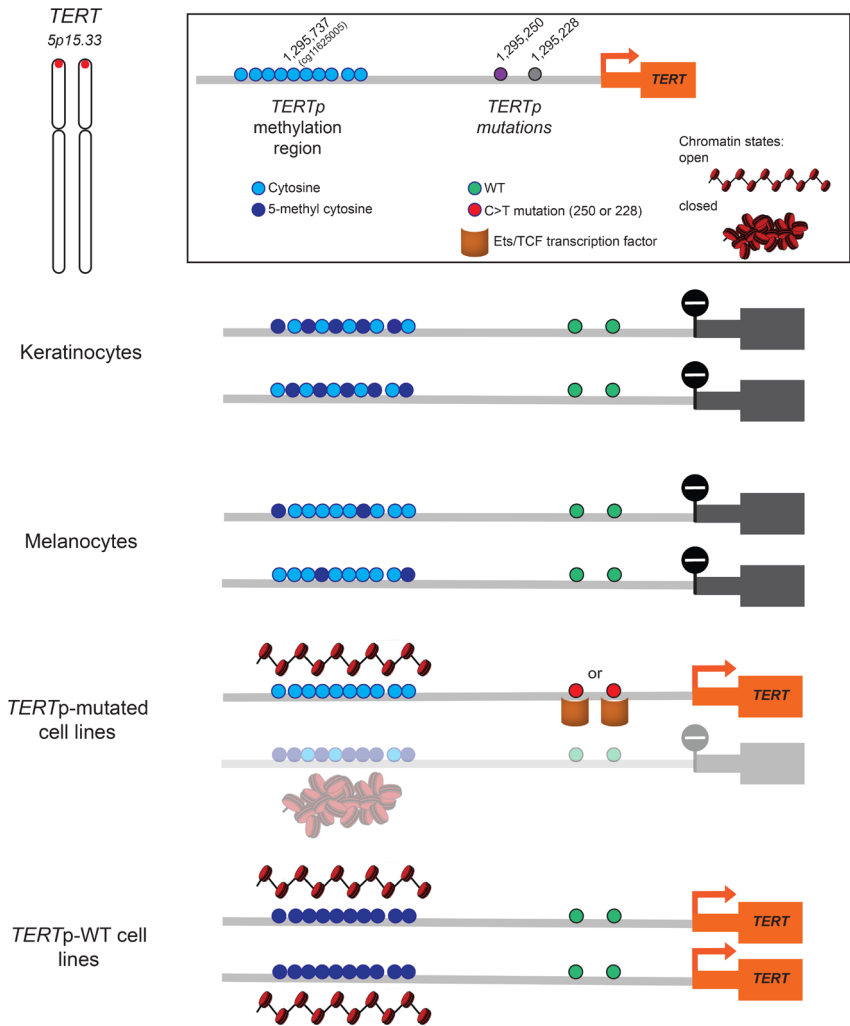 TERT
5p15.33
1,295,737
(cg11625005)
1,295,250
1,295,228
TERT
TERTp
methylation
region
TERTp
mutations
Chromatin states:
open
closed
Cytosine
5-methyl cytosine
WT
C>T mutation (250 or 228)
Ets/TCF transcription factor
Keratinocytes
Melanocytes
TERTp-mutated
cell lines
or
TERT
TERTp-WT cell
lines
TERT
TERT